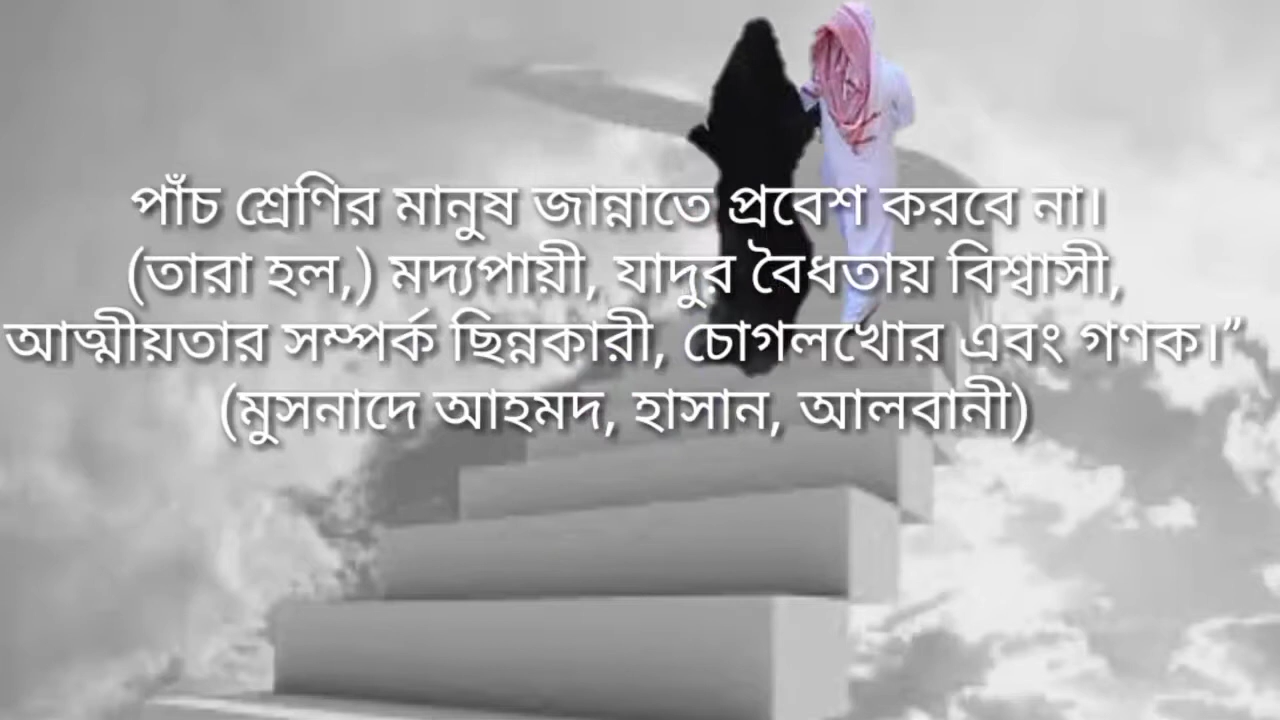 পাঁচ শ্রেণির মানুষ জান্নাতে প্রবেশ করবে না।
(তারা হল,) মদ্যপায়ী, যাদুর বৈধতায় বিশ্বাসী,
আত্মীয়তার সম্পর্ক ছিন্নকারী, চোগলখোর এবং গণক।”
(মুসনাদে আহমদ, হাসান, আলবানী)